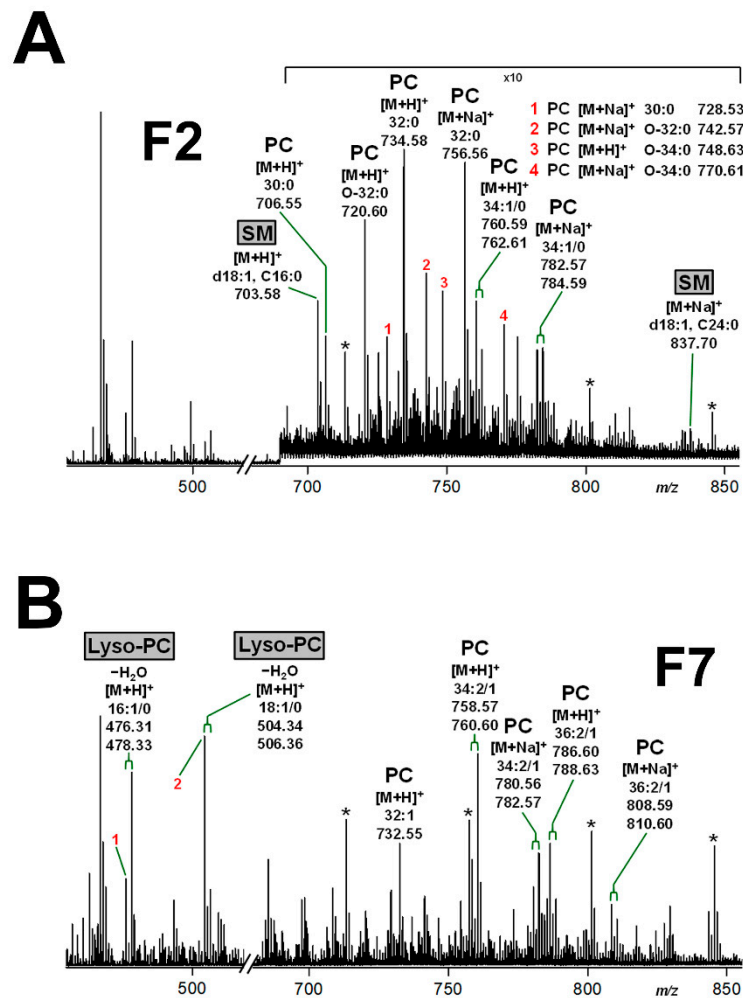 A
F2
x10
PC
[M+H]+
30:0
706.55
SM
[M+H]+
d18:1, C16:0
703.58
PC
[M+H]+
O-32:0
720.60
PC
[M+H]+
32:0
734.58
PC
[M+Na]+
32:0
756.56
PC
[M+H]+
34:1/0
760.59
762.61
PC
[M+Na]+
34:1/0
782.57
784.59
SM
[M+Na]+
d18:1, C24:0
837.70
1 PC [M+Na]+ 30:0 728.53
2 PC [M+Na]+ O-32:0 742.57
3 PC [M+H]+ O-34:0 748.63
4 PC [M+Na]+ O-34:0 770.61
1
2
3
4
*
*
*
500
700
750
800
m/z
850
B
F7
Lyso-PC
−H2O
[M+H]+
16:1/0
476.31
478.33
1
Lyso-PC
−H2O
[M+H]+
18:1/0
504.34
506.36
2
PC
[M+H]+
32:1
732.55
PC
[M+H]+
34:2/1
758.57
760.60
PC
[M+Na]+
34:2/1
780.56
782.57
PC
[M+H]+
36:2/1
786.60
788.63
PC
[M+Na]+
36:2/1
808.59
810.60
*
*
*
*
500
700
750
800
m/z
850